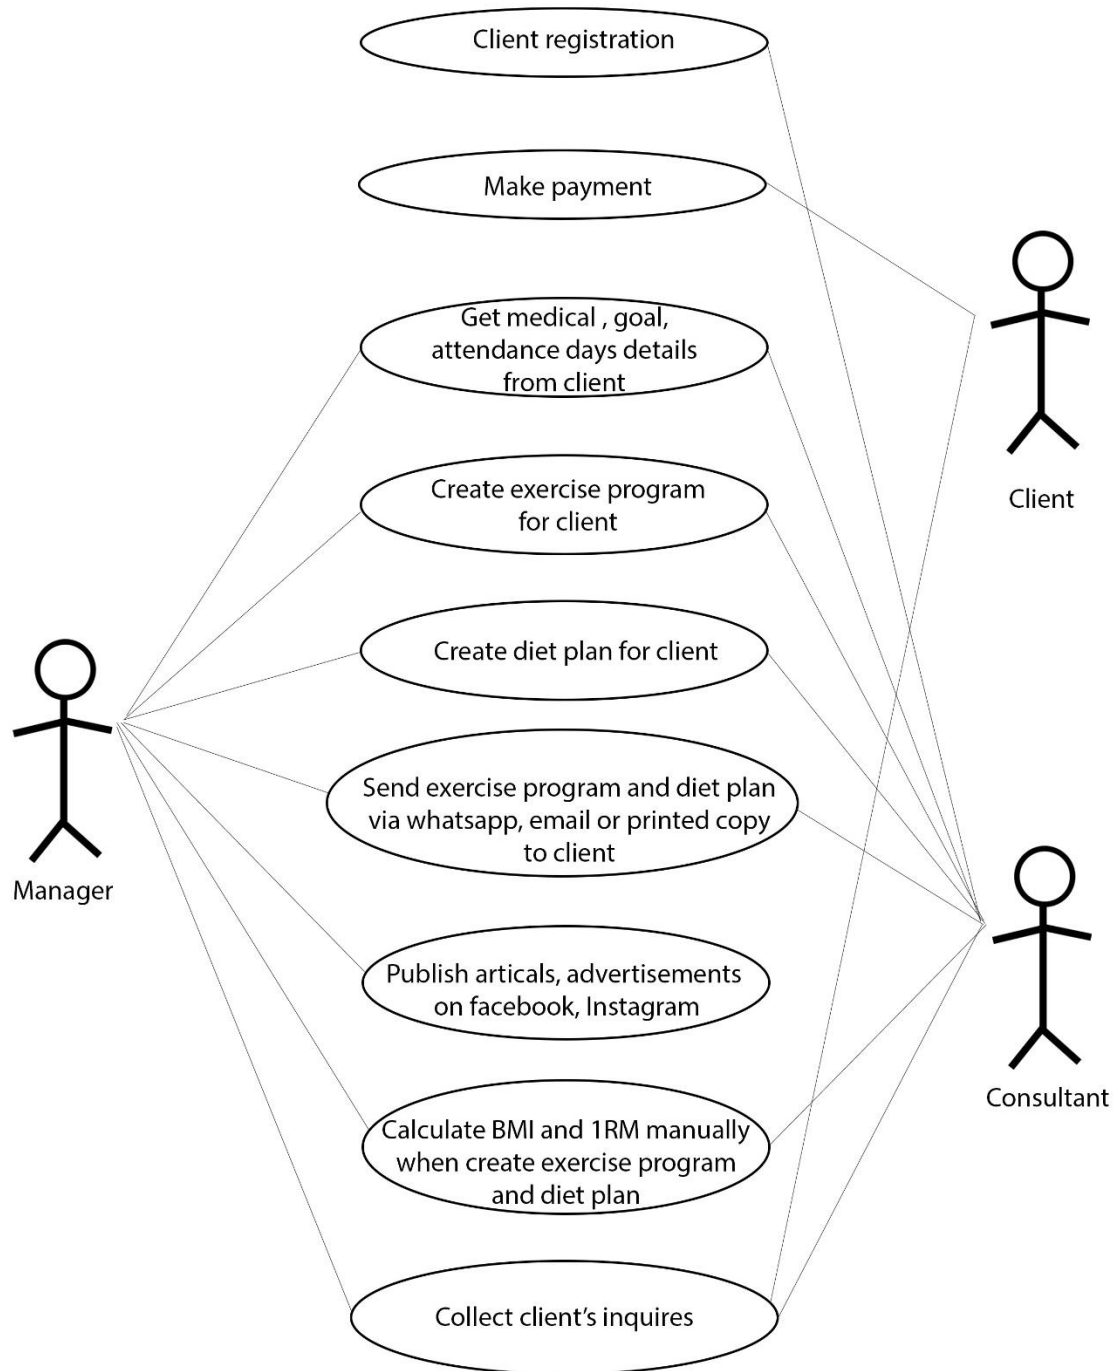 Client registration
Make payment
Get medical , goal,
attendance days details
from client
Client
Create exercise program
for client
Create diet plan for client
Manager
Send exercise program and diet plan
via whatsapp, email or printed copy
to client
Publish articals, advertisements
on facebook, Instagram
Consultant
Calculate BMI and 1RM manually
when create exercise program
and diet plan
Collect client's inquires